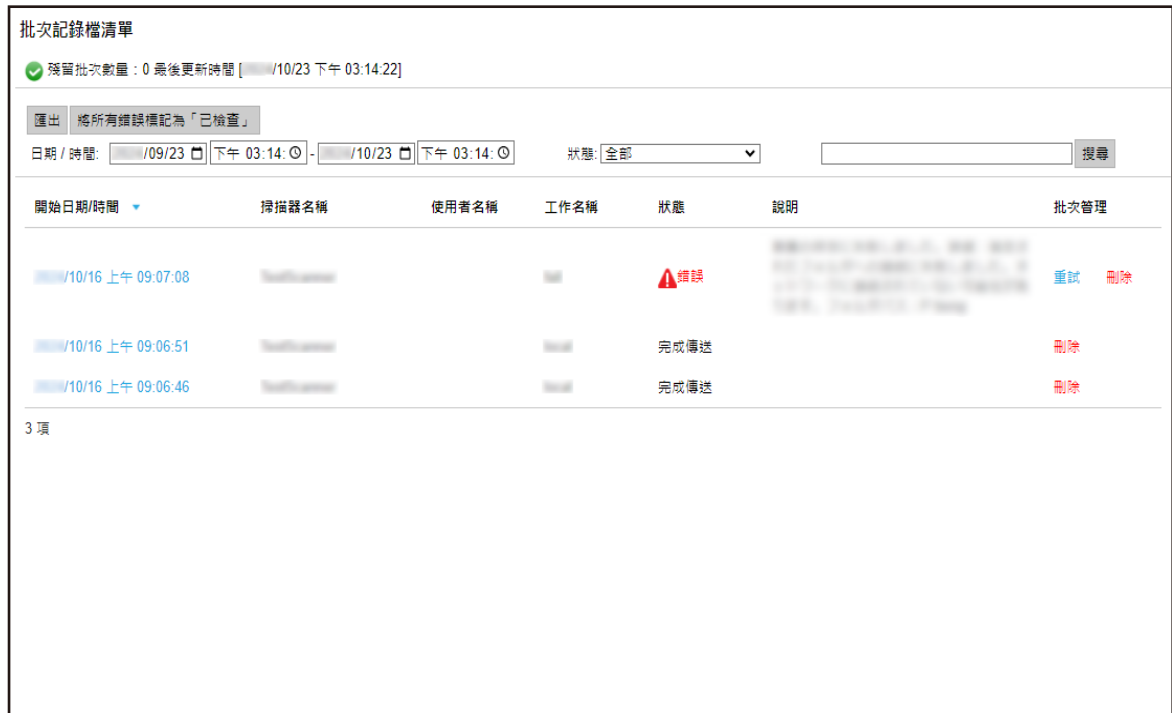 批次記錄檔清單
殘留批次數量：0 最後更新時間 [ /10/23 下午 03:14:22]
匯出 將所有錯誤標記為「已檢查」
日期 / 時間: /09/23 下午 03:14: - /10/23 下午 03:14: 狀態: 全部 搜尋
開始日期/時間 掃描器名稱 使用者名稱 工作名稱 狀態 說明 批次管理
/10/16 上午 09:07:08 錯誤 重試 刪除
/10/16 上午 09:06:51 完成傳送 刪除
/10/16 上午 09:06:46 完成傳送 刪除
3 項